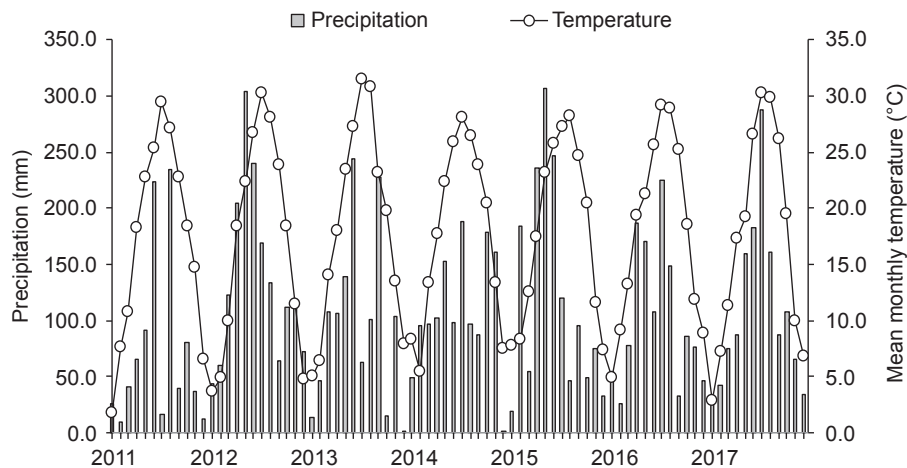 Precipitation Temperature
350.0 35.0
300.0 30.0
250.0 25.0
200.0 20.0
150.0 15.0
100.0 10.0
50.0 5.0
0.0 0.0
2011 2012 2013 2014 2015 2016 2017
Precipitation (mm)
Mean monthly temperature (°C)